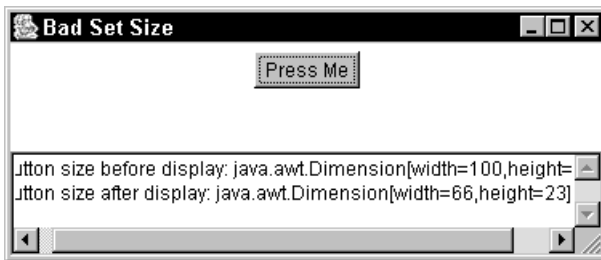 Bad Set Size
Press Me
utton size before display: java.awt.Dimension[width=100,height=
utton size after display: java.awt.Dimension[width=66,height=23]